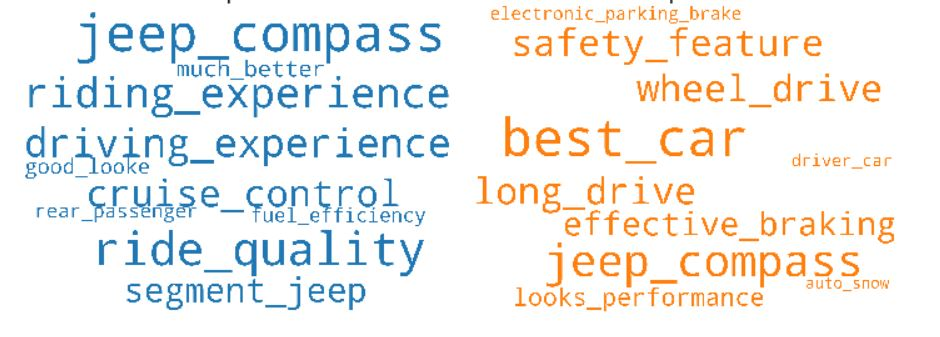 jeep_compass
much_better
riding_experience
driving_experience
good_looke
cruise_control
rear_passenger
fuel_efficiency
ride_quality
segment_jeep
electronic_parking_brake
safety_feature
wheel_drive
best_car
driver_car
long_drive
effective_braking
jeep_compass
auto_snow
looks_performance